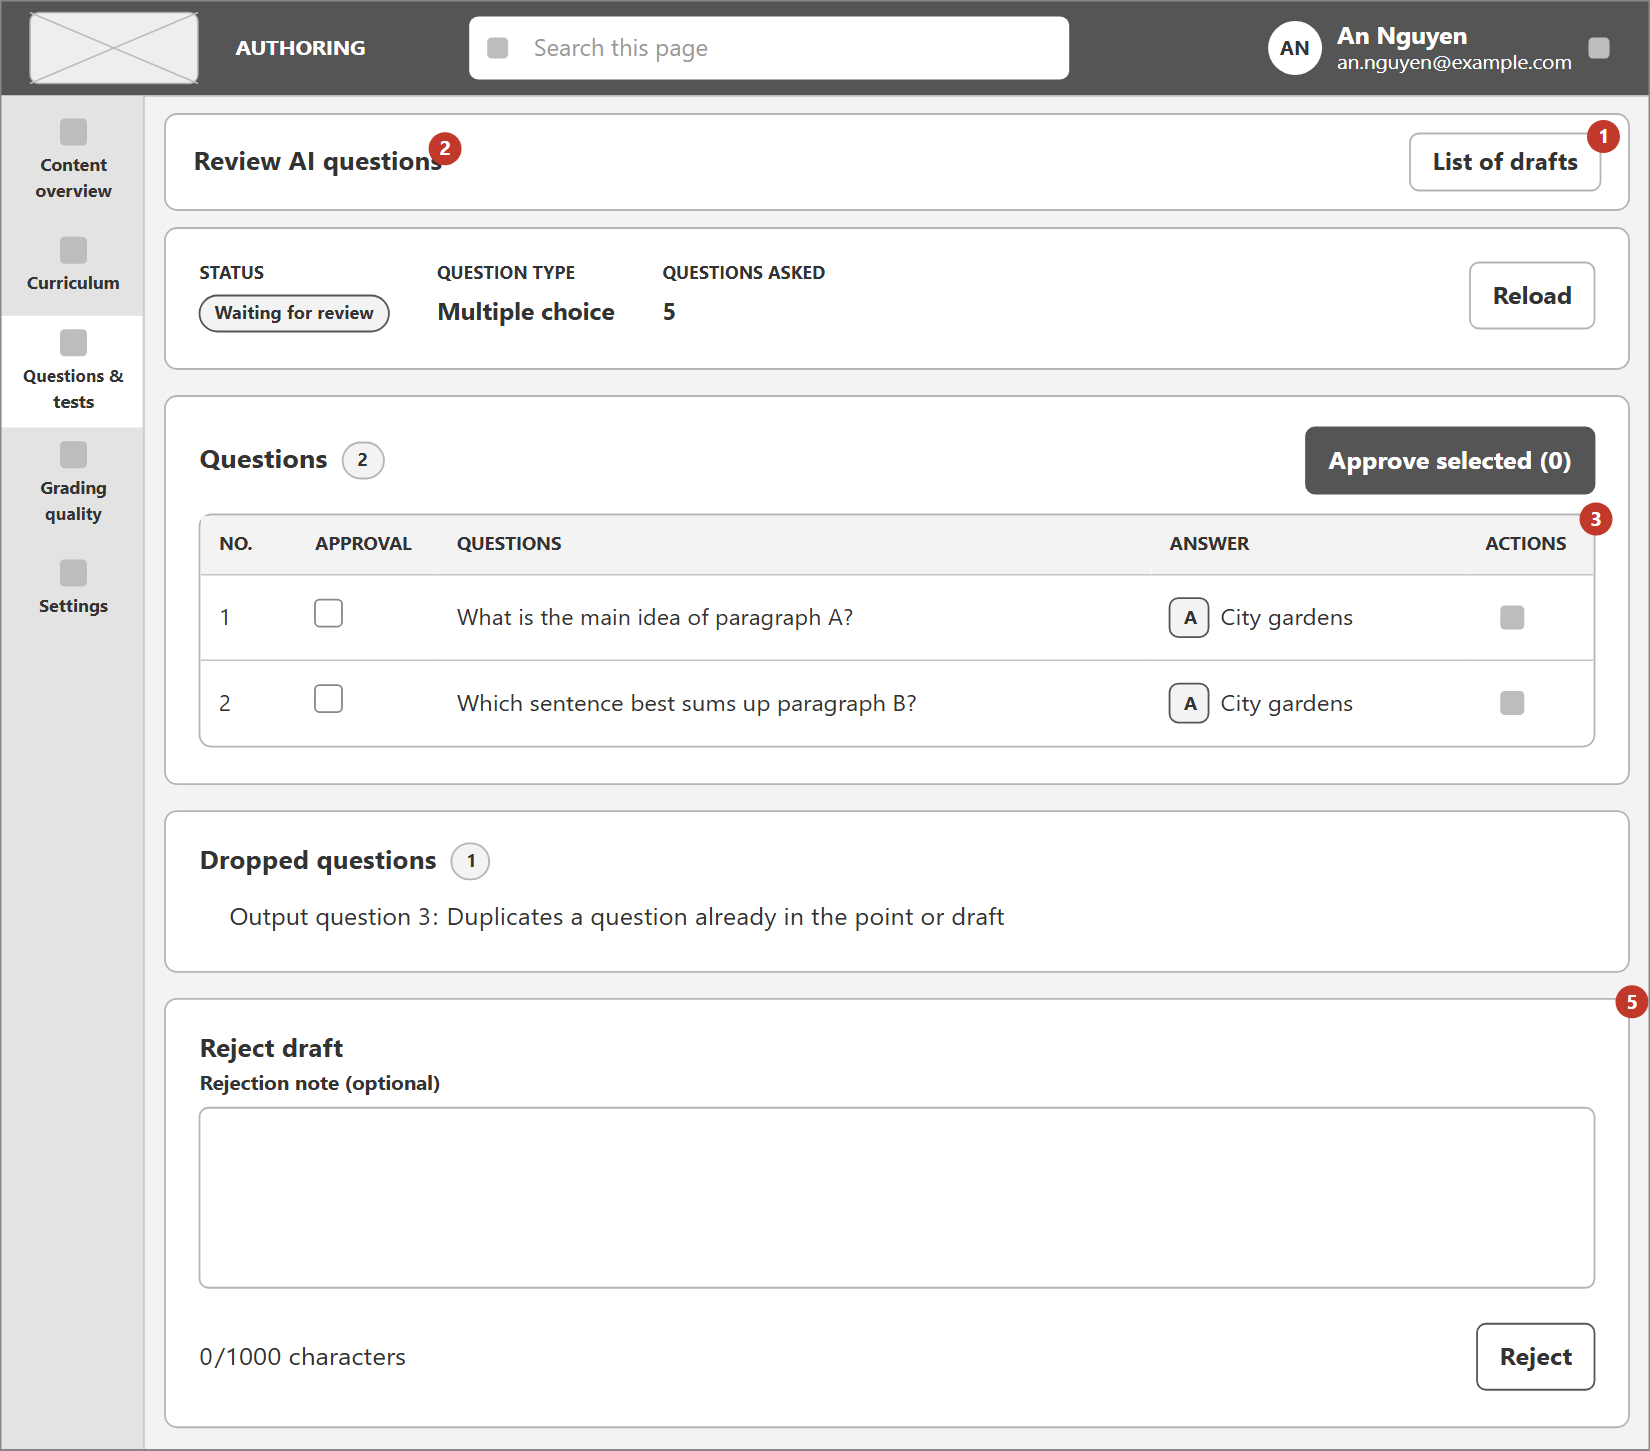 AUTHORING
Search this page
AN
An Nguyen
an.nguyen@example.com
Content
overview
Curriculum
Questions &
tests
Grading
quality
Settings
Review AI questions
2
List of drafts
1
STATUS
QUESTION TYPE
QUESTIONS ASKED
Waiting for review
Multiple choice
5
Reload
Questions 2
Approve selected (0)
3
NO. APPROVAL QUESTIONS ANSWER ACTIONS
1 What is the main idea of paragraph A? A City gardens
2 Which sentence best sums up paragraph B? A City gardens
Dropped questions 1
Output question 3: Duplicates a question already in the point or draft
5
Reject draft
Rejection note (optional)
0/1000 characters
Reject